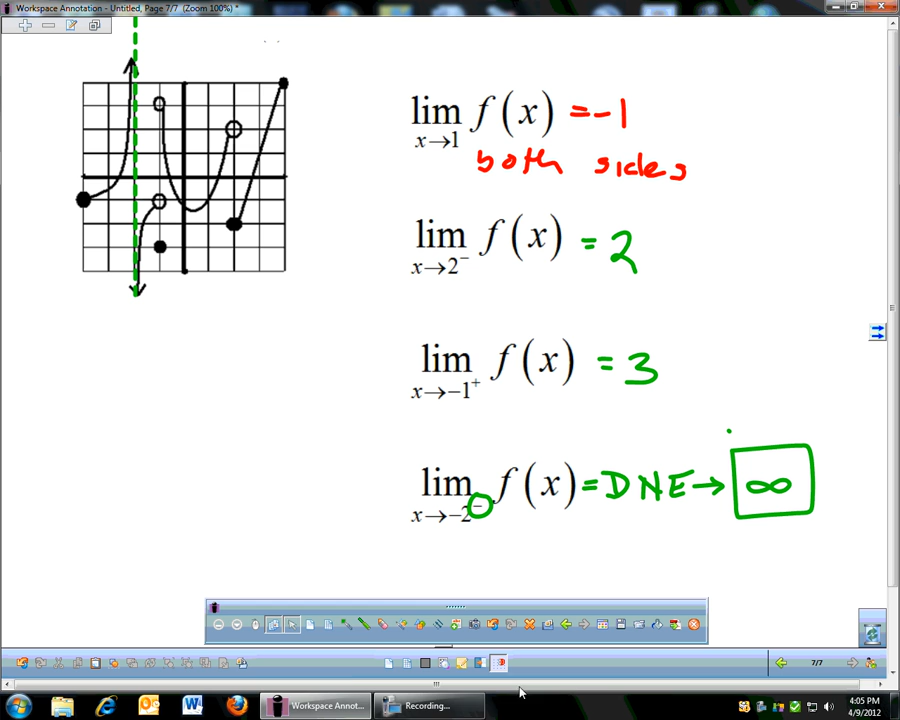 Workspace Annotation - Untitled, Page 7/7 (Zoom 100%) *
lim f(x) = -1
x→1
both sides
lim f(x) = 2
x→2⁻
lim f(x) = 3
x→-1⁺
lim f(x) = DNE → ∞
x→-2⁻
7/7
Workspace Annot...
Recording...
4:05 PM
4/9/2012